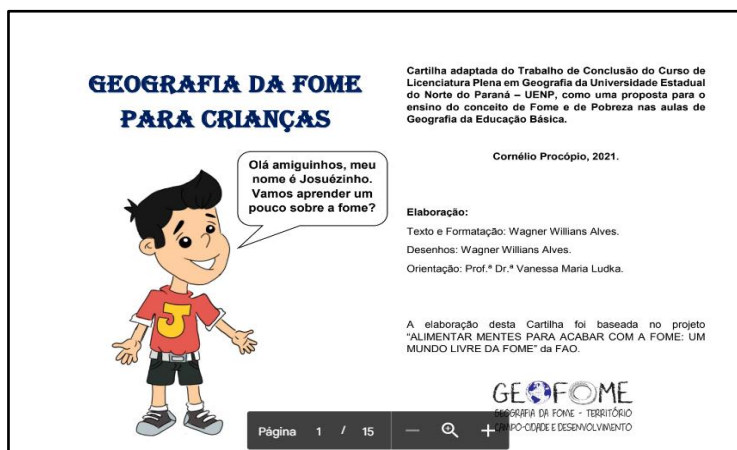 GEOGRAFIA DA FOME
PARA CRIANÇAS
Olá amiguinhos, meu
nome é Josuézinho.
Vamos aprender um
pouco sobre a fome?
J
Cartilha adaptada do Trabalho de Conclusão do Curso de
Licenciatura Plena em Geografia da Universidade Estadual
do Norte do Paraná – UENP, como uma proposta para o
ensino do conceito de Fome e de Pobreza nas aulas de
Geografia da Educação Básica.
Cornélio Procópio, 2021.
Elaboração:
Texto e Formatação: Wagner Willians Alves.
Desenhos: Wagner Willians Alves.
Orientação: Prof.ª Dr.ª Vanessa Maria Ludka.
A elaboração desta Cartilha foi baseada no projeto
"ALIMENTAR MENTES PARA ACABAR COM A FOME: UM
MUNDO LIVRE DA FOME" da FAO.
GEOFOME
GEOGRAFIA DA FOME - TERRITÓRIO
CAMPO-CIDADE E DESENVOLVIMENTO
Página 1 / 15